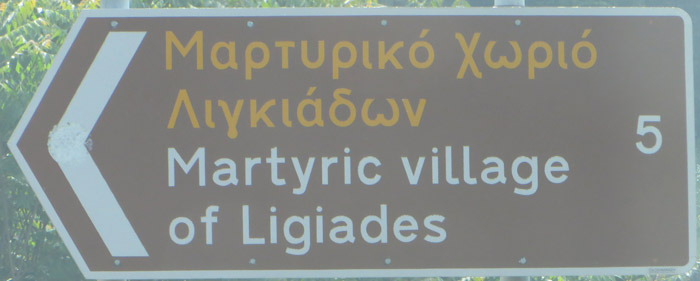 Μαρτυρικό χωριό
Λιγκιάδων
Martyric village
of Ligiades
5